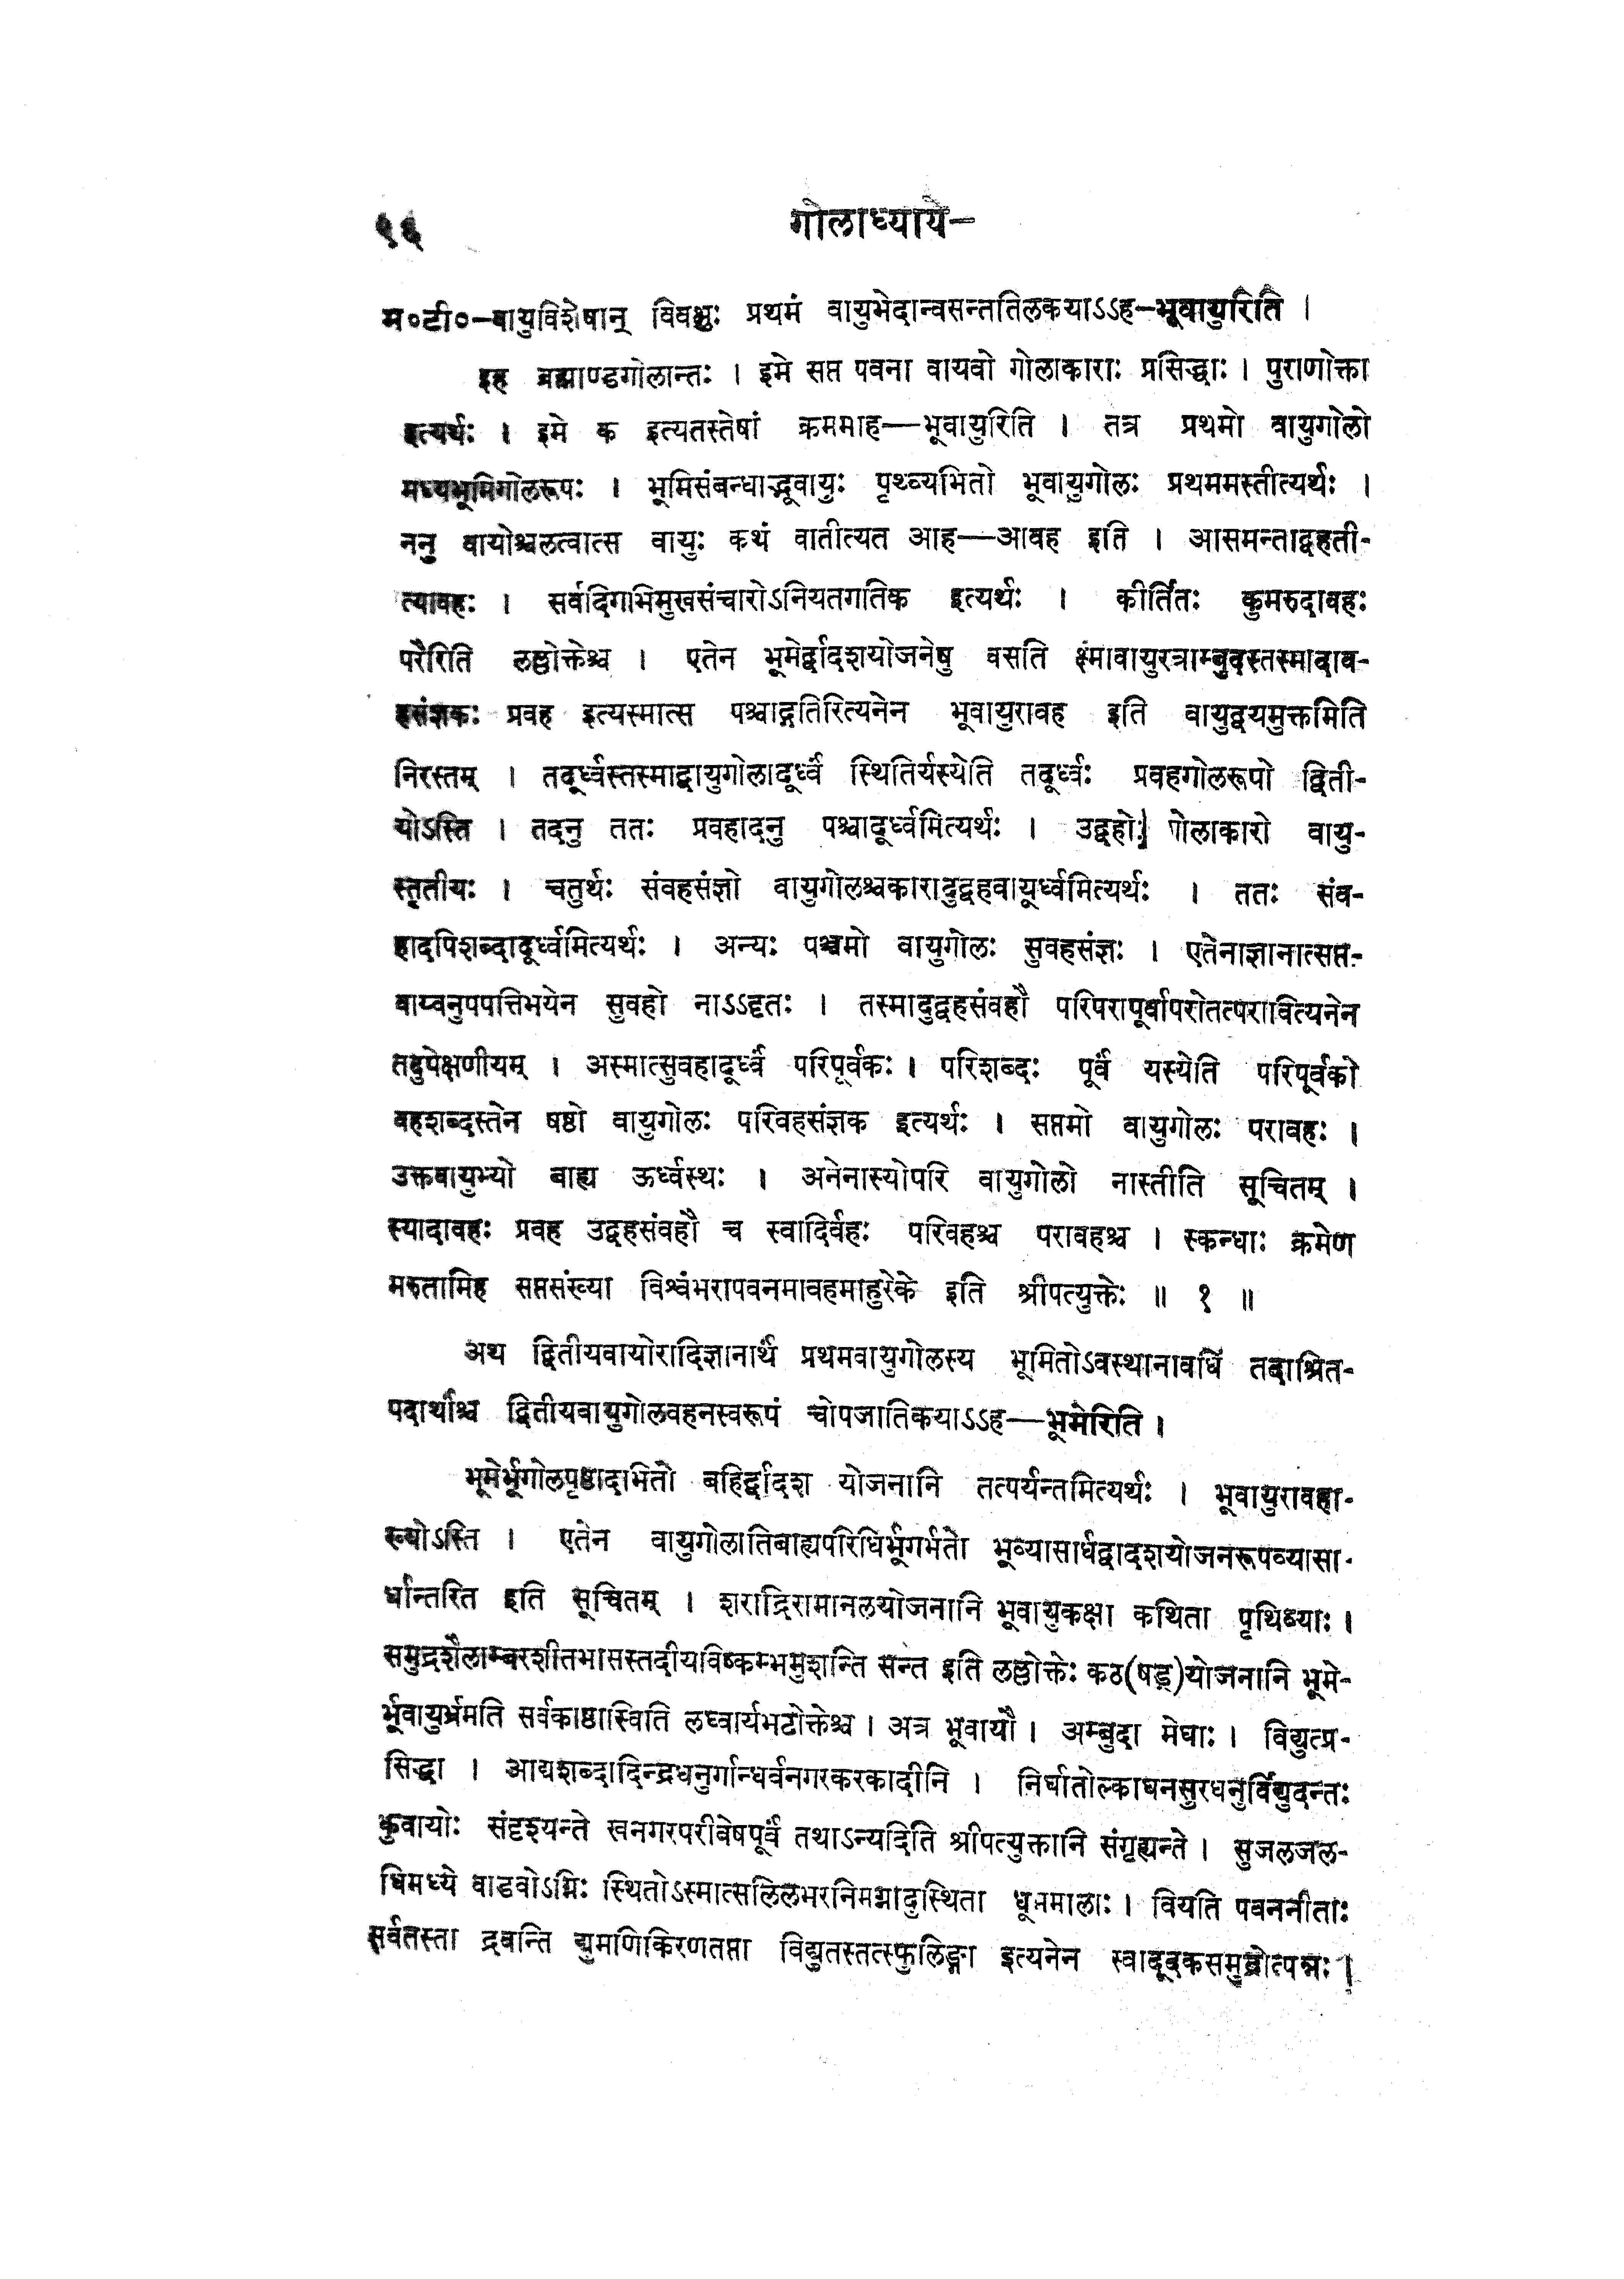 ९६ गोलाध्याये—
म०टी०—वायुविशेषान् विवक्षुः प्रथमं वायुभेदान्वसन्ततिलकयाऽऽह—भूवायुरिति ।
इह ब्रह्माण्डगोलान्तः । इमे सप्त पवना वायवो गोलाकाराः प्रसिद्धाः । पुराणोक्ता
इत्यर्थः । इमे क इत्यतस्तेषां क्रममाह—भूवायुरिति । तत्र प्रथमो वायुगोलो
मध्यभूमिगोलरूपः । भूमिसंबन्धाद्भूवायुः पृथ्व्यभितो भूवायुगोलः प्रथममस्तीत्यर्थः ।
ननु वायोश्चलत्वात्स वायुः कथं वातीत्यत आह—आवह इति । आसमन्ताद्वहती-
त्यावहः । सर्वदिगभिमुखसंचारोऽनियतगतिक इत्यर्थः । कीर्तितः कुमरुदावहः
परैरिति लल्लोक्तेश्च । एतेन भूमेर्द्वादशयोजनेषु वसति क्ष्मावायुरत्राम्बुदस्तस्मादाव-
हसंज्ञकः प्रवह इत्यस्मात्स पश्चाद्गतिरित्यनेन भूवायुरावह इति वायुद्वयमुक्तमिति
निरस्तम् । तदूर्ध्वस्तस्माद्वायुगोलादूर्ध्वं स्थितिर्यस्येति तदूर्ध्वः प्रवहगोलरूपो द्विती-
योऽस्ति । तदनु ततः प्रवहादनु पश्चादूर्ध्वमित्यर्थः । उद्वहो गोलाकारो वायु-
स्तृतीयः । चतुर्थः संवहसंज्ञो वायुगोलश्चकारादुद्वहवायूर्ध्वमित्यर्थः । ततः संव-
हादपिशब्दादूर्ध्वमित्यर्थः । अन्यः पञ्चमो वायुगोलः सुवहसंज्ञः । एतेनाज्ञानात्सप्त-
वाय्वनुपपत्तिभयेन सुवहो नाऽऽदृतः । तस्मादुद्वहसंवहौ परिपरापूर्वापरोतत्परावित्यनेन
तदुपेक्षणीयम् । अस्मात्सुवहादूर्ध्वं परिपूर्वकः । परिशब्दः पूर्वं यस्येति परिपूर्वको
वहशब्दस्तेन षष्ठो वायुगोलः परिवहसंज्ञक इत्यर्थः । सप्तमो वायुगोलः परावहः ।
उक्तवायुभ्यो बाह्य ऊर्ध्वस्थः । अनेनास्योपरि वायुगोलो नास्तीति सूचितम् ।
स्यादावहः प्रवह उद्वहसंवहौ च स्वादिर्वहः परिवहश्च परावहश्च । स्कन्धाः क्रमेण
मरुतामिह सप्तसंख्या विश्वंभरापवनमावहमाहुरेके इति श्रीपत्युक्तेः ॥ १ ॥
अथ द्वितीयवायोरादिज्ञानार्थं प्रथमवायुगोलस्य भूमितोऽवस्थानावधिं तदाश्रित-
पदार्थांश्च द्वितीयवायुगोलवहनस्वरूपं चोपजातिकयाऽऽह—भूमेरिति ।
भूमेर्भूगोलपृष्ठादाभितो बहिर्द्वादश योजनानि तत्पर्यन्तमित्यर्थः । भूवायुरावहा-
ख्योऽस्ति । एतेन वायुगोलातिबाह्यपरिधिर्भूगर्भतो भूव्यासार्धद्वादशयोजनरूपव्यासा-
र्धान्तरित इति सूचितम् । शराद्रिरामानलयोजनानि भूवायुकक्षा कथिता पृथिव्याः ।
समुद्रशैलाम्बरशीतभासस्तदीयविष्कम्भमुशन्ति सन्त इति लल्लोक्तेः कठ(षड्)योजनानि भूमे-
र्भूवायुर्भ्रमति सर्वकाष्ठास्विति लघ्वार्यभटोक्तेश्च । अत्र भूवायौ । अम्बुदा मेघाः । विद्युत्प्र-
सिद्धा । आद्यशब्दादिन्द्रधनुर्गान्धर्वनगरकरकादीनि । निर्घातोल्काघनसुरधनुर्विद्युदन्तः
कुवायोः संदृश्यन्ते खनगरपरीवेषपूर्वं तथाऽन्यदिति श्रीपत्युक्तानि संगृह्यन्ते । सुजलजल-
धिमध्ये वाडवोऽग्निः स्थितोऽस्मात्सलिलभरनिमग्नादुस्थिता धूममालाः । वियति पवननीताः
सर्वतस्ता द्रवन्ति द्युमणिकिरणतप्ता विद्युतस्तत्स्फुलिङ्गा इत्यनेन स्वादूदकसमुद्रोत्पन्नः ।